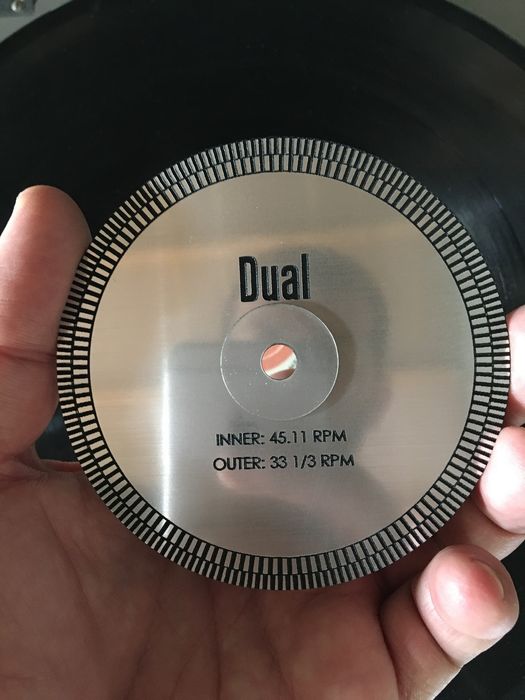 Dual
INNER: 45.11 RPM
OUTER: 33 1/3 RPM